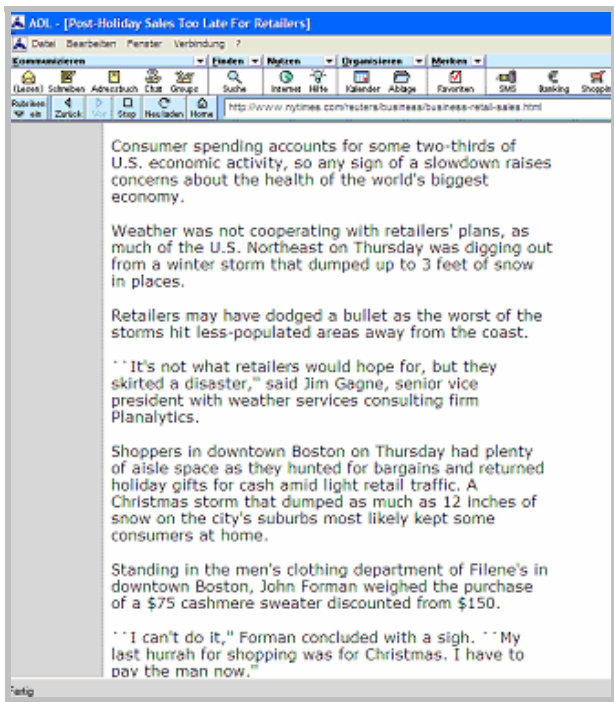 AOL - [Post-Holiday Sales Too Late For Retailers]
Datei Bearbeiten Fenster Verbindung ?
Kommunizieren Finden Nutzen Organisieren Merken
(Leeren) Schreiben Adressbuch Chat Groups Suche Internet Hilfe Kalender Ablage Favoriten SMS Banking Shoppin
Rubriken ein Zurück Vor Stop Neu laden Home http://www.nytimes.com/reuters/business/business-retail-sales.html
Consumer spending accounts for some two-thirds of
U.S. economic activity, so any sign of a slowdown raises
concerns about the health of the world's biggest
economy.
Weather was not cooperating with retailers' plans, as
much of the U.S. Northeast on Thursday was digging out
from a winter storm that dumped up to 3 feet of snow
in places.
Retailers may have dodged a bullet as the worst of the
storms hit less-populated areas away from the coast.
``It's not what retailers would hope for, but they
skirted a disaster,'' said Jim Gagne, senior vice
president with weather services consulting firm
Planalytics.
Shoppers in downtown Boston on Thursday had plenty
of aisle space as they hunted for bargains and returned
holiday gifts for cash amid light retail traffic. A
Christmas storm that dumped as much as 12 inches of
snow on the city's suburbs most likely kept some
consumers at home.
Standing in the men's clothing department of Filene's in
downtown Boston, John Forman weighed the purchase
of a $75 cashmere sweater discounted from $150.
``I can't do it,'' Forman concluded with a sigh. ``My
last hurrah for shopping was for Christmas. I have to
pay the man now.''
Fertig